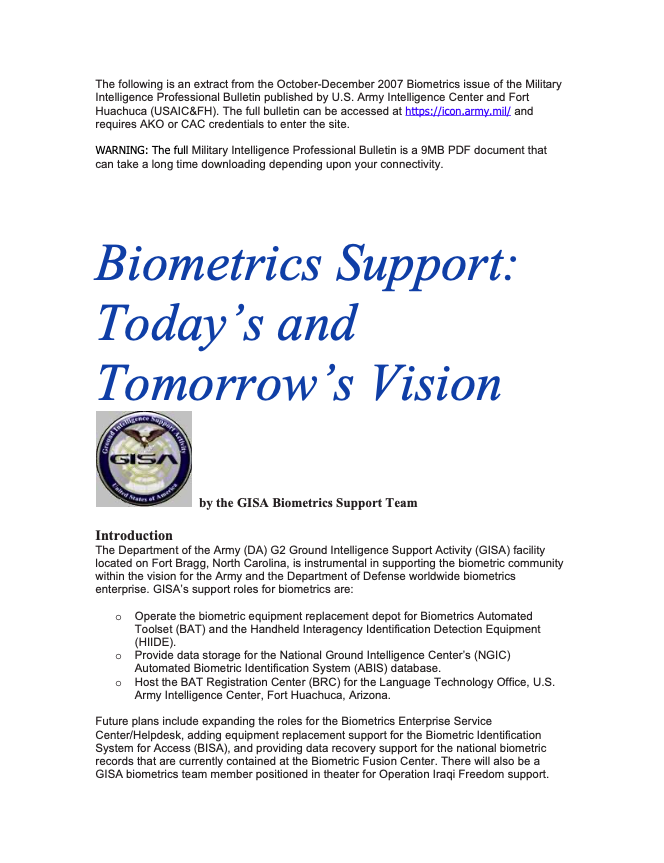 The following is an extract from the October-December 2007 Biometrics issue of the Military
Intelligence Professional Bulletin published by U.S. Army Intelligence Center and Fort
Huachuca (USAIC&FH). The full bulletin can be accessed at https://icon.army.mil/ and
requires AKO or CAC credentials to enter the site.
WARNING: The full Military Intelligence Professional Bulletin is a 9MB PDF document that
can take a long time downloading depending upon your connectivity.
Biometrics Support:
Today’s and
Tomorrow’s Vision
Ground Intelligence Support Activity
GISA
United States of America
by the GISA Biometrics Support Team
Introduction
The Department of the Army (DA) G2 Ground Intelligence Support Activity (GISA) facility
located on Fort Bragg, North Carolina, is instrumental in supporting the biometric community
within the vision for the Army and the Department of Defense worldwide biometrics
enterprise. GISA’s support roles for biometrics are:
o Operate the biometric equipment replacement depot for Biometrics Automated
Toolset (BAT) and the Handheld Interagency Identification Detection Equipment
(HIIDE).
o Provide data storage for the National Ground Intelligence Center’s (NGIC)
Automated Biometric Identification System (ABIS) database.
o Host the BAT Registration Center (BRC) for the Language Technology Office, U.S.
Army Intelligence Center, Fort Huachuca, Arizona.
Future plans include expanding the roles for the Biometrics Enterprise Service
Center/Helpdesk, adding equipment replacement support for the Biometric Identification
System for Access (BISA), and providing data recovery support for the national biometric
records that are currently contained at the Biometric Fusion Center. There will also be a
GISA biometrics team member positioned in theater for Operation Iraqi Freedom support.